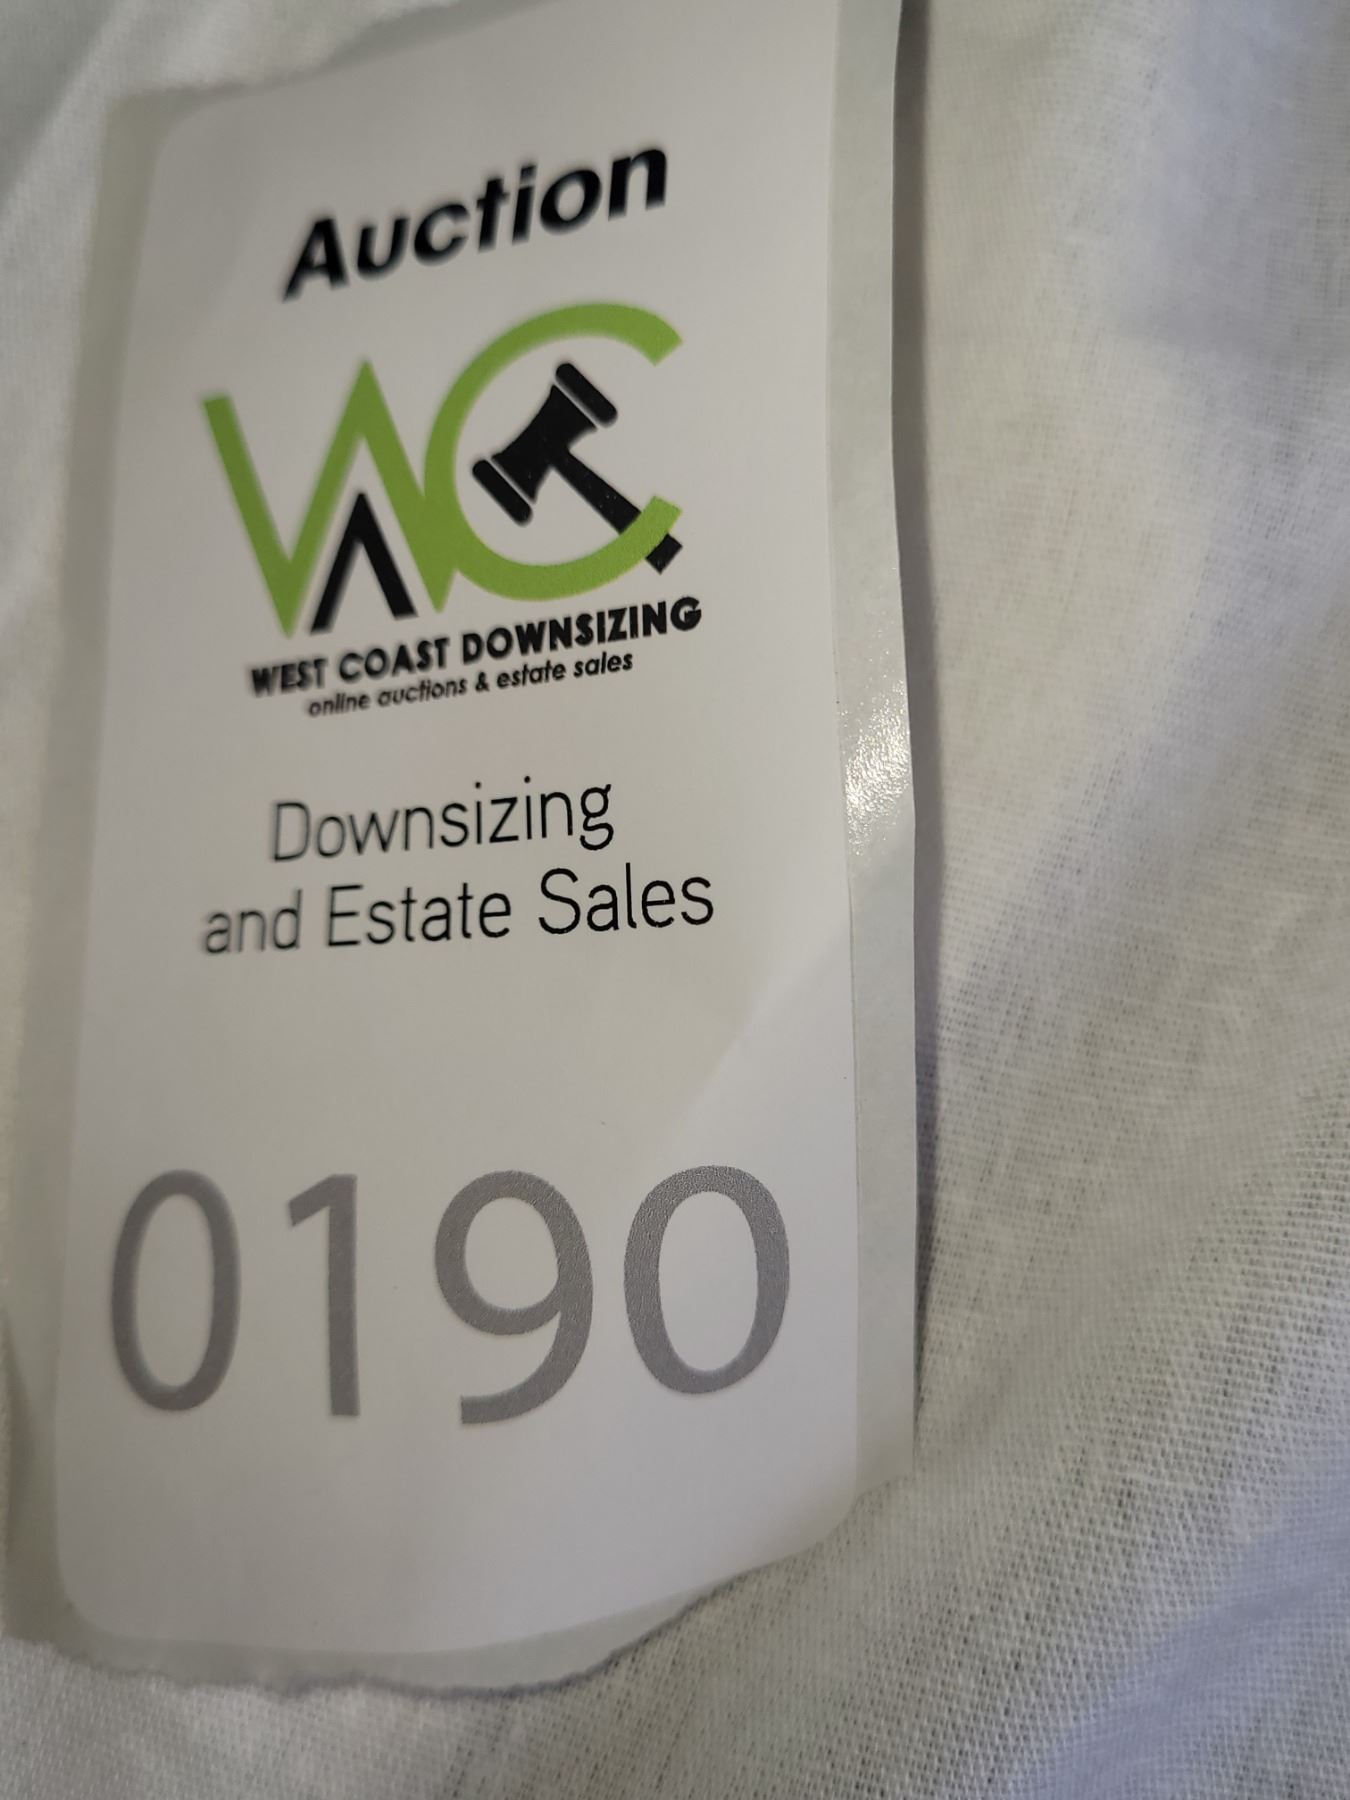 Auction
WC
WEST COAST DOWNSIZING
online auctions & estate sales
Downsizing
and Estate Sales
0190